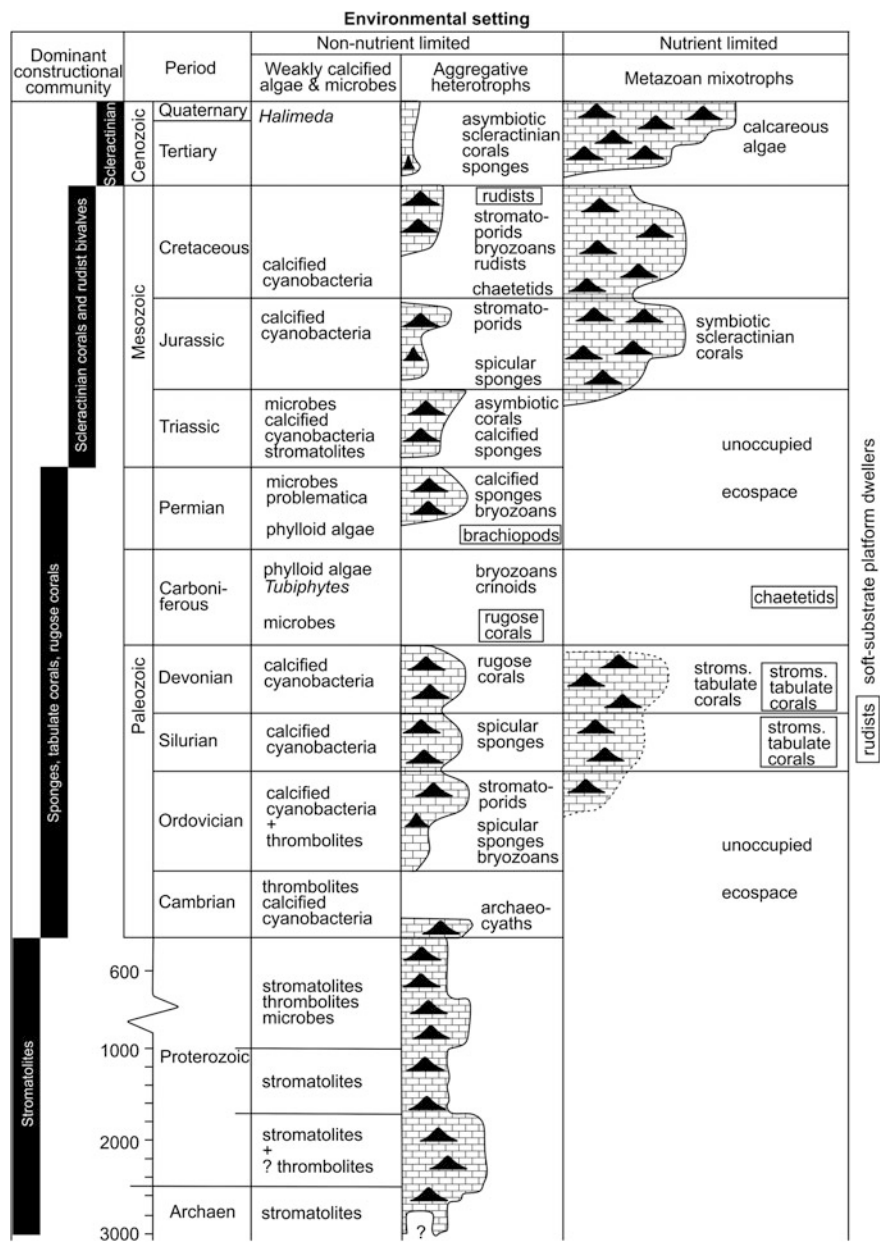 Environmental setting
Dominant
constructional
community
Period
Non-nutrient limited
Nutrient limited
Weakly calcified
algae & microbes
Aggregative
heterotrophs
Metazoan mixotrophs
Scleractinian
Cenozoic
Quaternary
Halimeda
Tertiary
asymbiotic
scleractinian
corals
sponges
calcareous
algae
Scleractinian corals and rudist bivalves
Mesozoic
Cretaceous
calcified
cyanobacteria
rudists
stromato-
porids
bryozoans
rudists
chaetetids
Jurassic
calcified
cyanobacteria
stromato-
porids
spicular
sponges
symbiotic
scleractinian
corals
Triassic
microbes
calcified
cyanobacteria
stromatolites
asymbiotic
corals
calcified
sponges
unoccupied
ecospace
Sponges, tabulate corals, rugose corals
Paleozoic
Permian
microbes
problematica
phylloid algae
calcified
sponges
bryozoans
brachiopods
Carboni-
ferous
phylloid algae
Tubiphytes
microbes
bryozoans
crinoids
rugose
corals
chaetetids
Devonian
calcified
cyanobacteria
rugose
corals
stroms.
tabulate
corals
stroms.
tabulate
corals
Silurian
calcified
cyanobacteria
spicular
sponges
stroms.
tabulate
corals
Ordovician
calcified
cyanobacteria
+
thrombolites
stromato-
porids
spicular
sponges
bryozoans
unoccupied
ecospace
Cambrian
thrombolites
calcified
cyanobacteria
archaeo-
cyaths
Stromatolites
600
1000
2000
3000
Proterozoic
stromatolites
thrombolites
microbes
stromatolites
stromatolites
+
? thrombolites
Archaen
stromatolites
?
rudists
soft-substrate platform dwellers